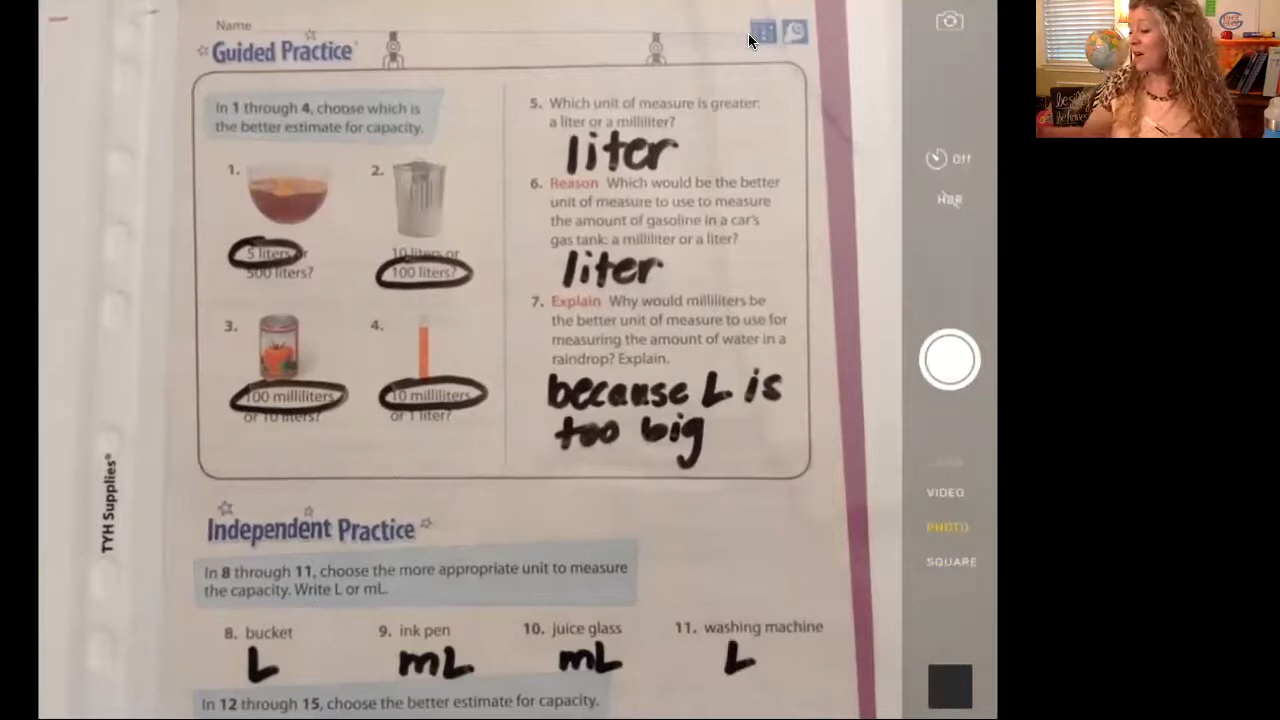 Name
Guided Practice
In 1 through 4, choose which is
the better estimate for capacity.
1.
2.
5 liters or
500 liters?
10 liters or
100 liters?
3.
4.
100 milliliters
or 10 liters?
10 milliliters
or 1 liter?
5. Which unit of measure is greater:
a liter or a milliliter?
liter
6. Reason Which would be the better
unit of measure to use to measure
the amount of gasoline in a car's
gas tank: a milliliter or a liter?
liter
7. Explain Why would milliliters be
the better unit of measure to use for
measuring the amount of water in a
raindrop? Explain.
because L is
too big
TYH Supplies®
Independent Practice
In 8 through 11, choose the more appropriate unit to measure
the capacity. Write L or mL.
8. bucket
9. ink pen
10. juice glass
11. washing machine
L
mL
mL
L
In 12 through 15, choose the better estimate for capacity.
Off
HDR
VIDEO
PHOTO
SQUARE